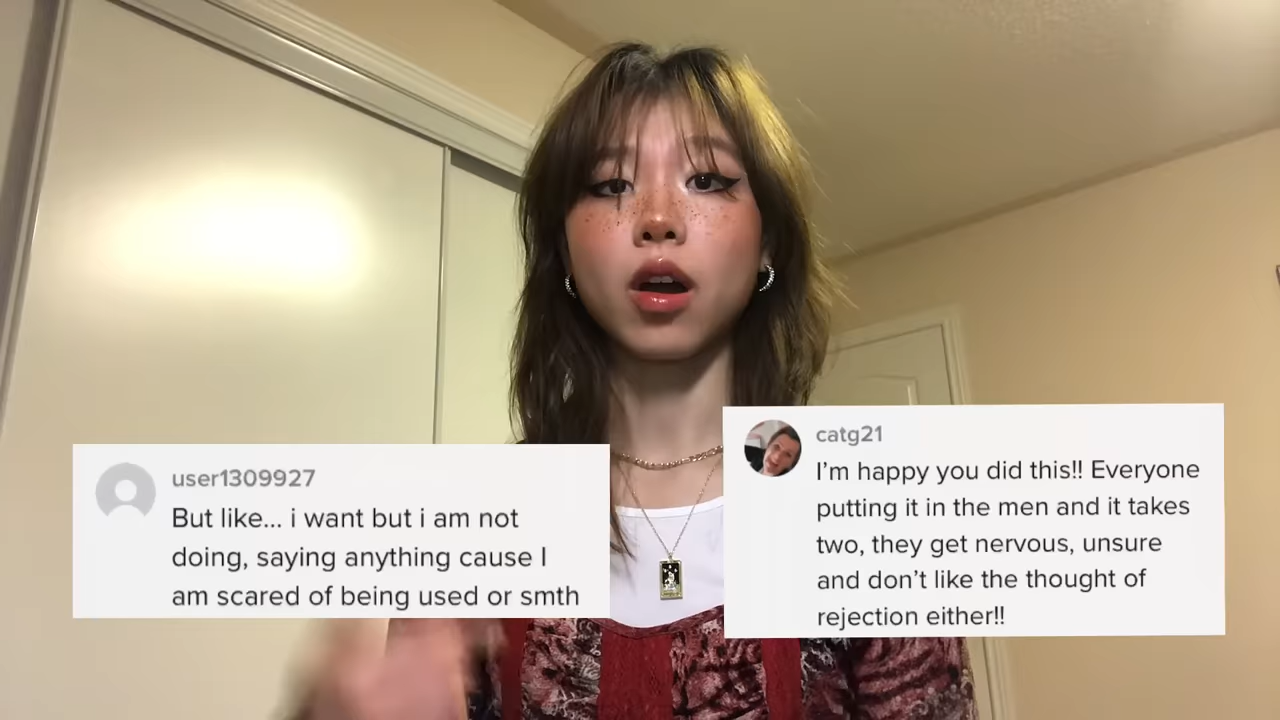 user1309927
But like... i want but i am not
doing, saying anything cause I
am scared of being used or smth
catg21
I'm happy you did this!! Everyone
putting it in the men and it takes
two, they get nervous, unsure
and don't like the thought of
rejection either!!